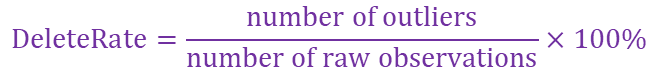 DeleteRate = number of outliers / number of raw observations × 100%